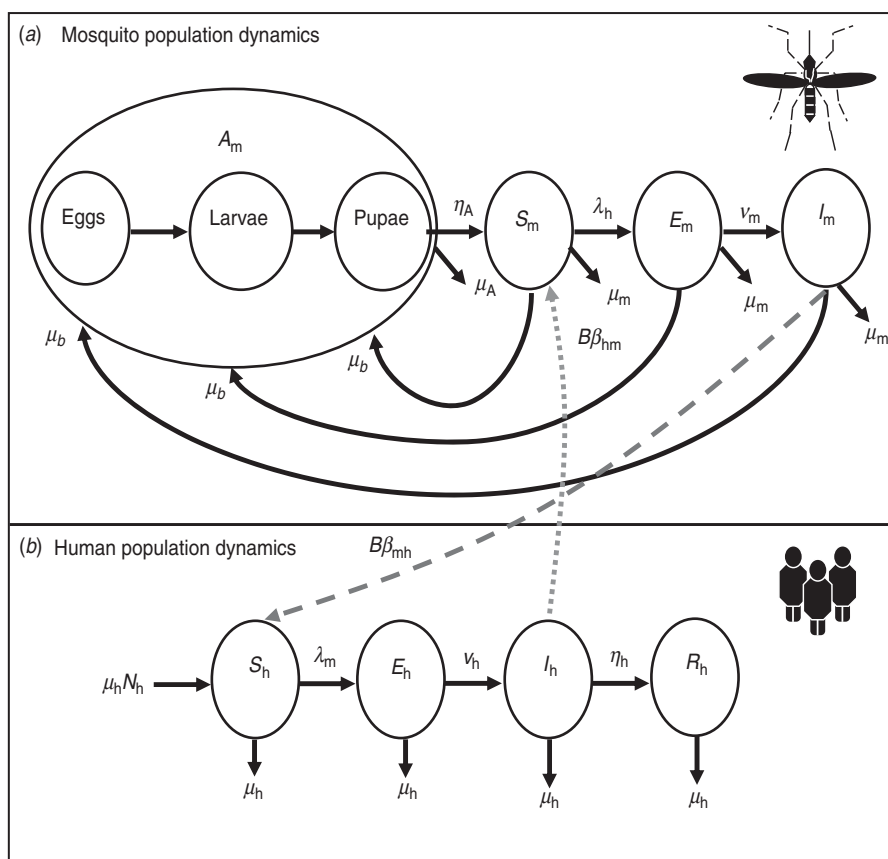 (a) Mosquito population dynamics
A_m
Eggs
Larvae
Pupae
η_A
S_m
λ_h
E_m
ν_m
I_m
μ_A
μ_m
μ_m
μ_m
μ_b
μ_b
μ_b
Bβ_hm
(b) Human population dynamics
Bβ_mh
μ_hN_h
S_h
λ_m
E_h
ν_h
I_h
η_h
R_h
μ_h
μ_h
μ_h
μ_h